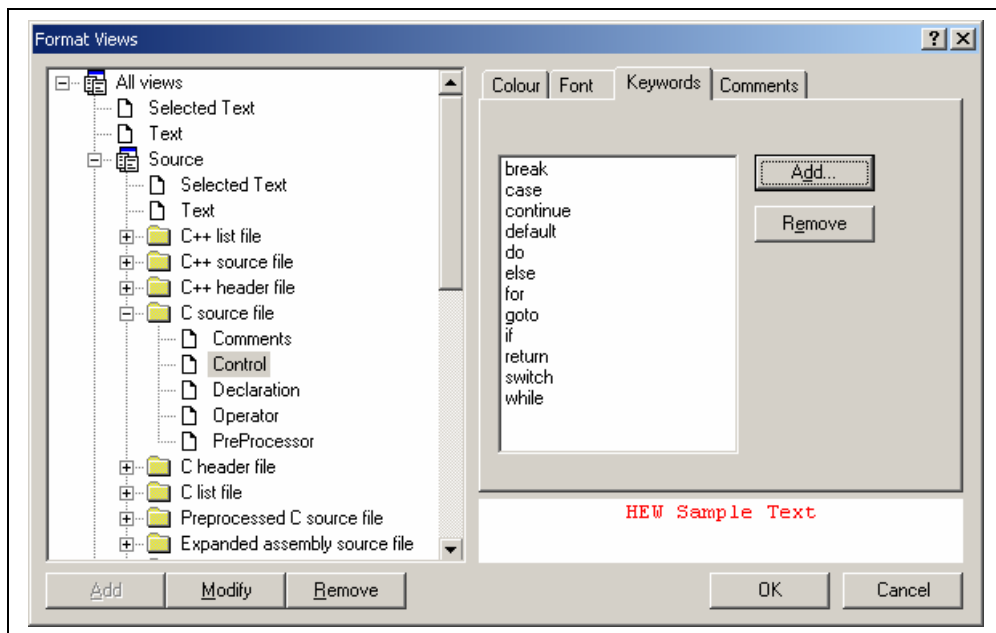 Format Views
All views
Selected Text
Text
Source
Selected Text
Text
C++ list file
C++ source file
C++ header file
C source file
Comments
Control
Declaration
Operator
PreProcessor
C header file
C list file
Preprocessed C source file
Expanded assembly source file
Add
Modify
Remove
Colour
Font
Keywords
Comments
break
case
continue
default
do
else
for
goto
if
return
switch
while
Add...
Remove
HEW Sample Text
OK
Cancel